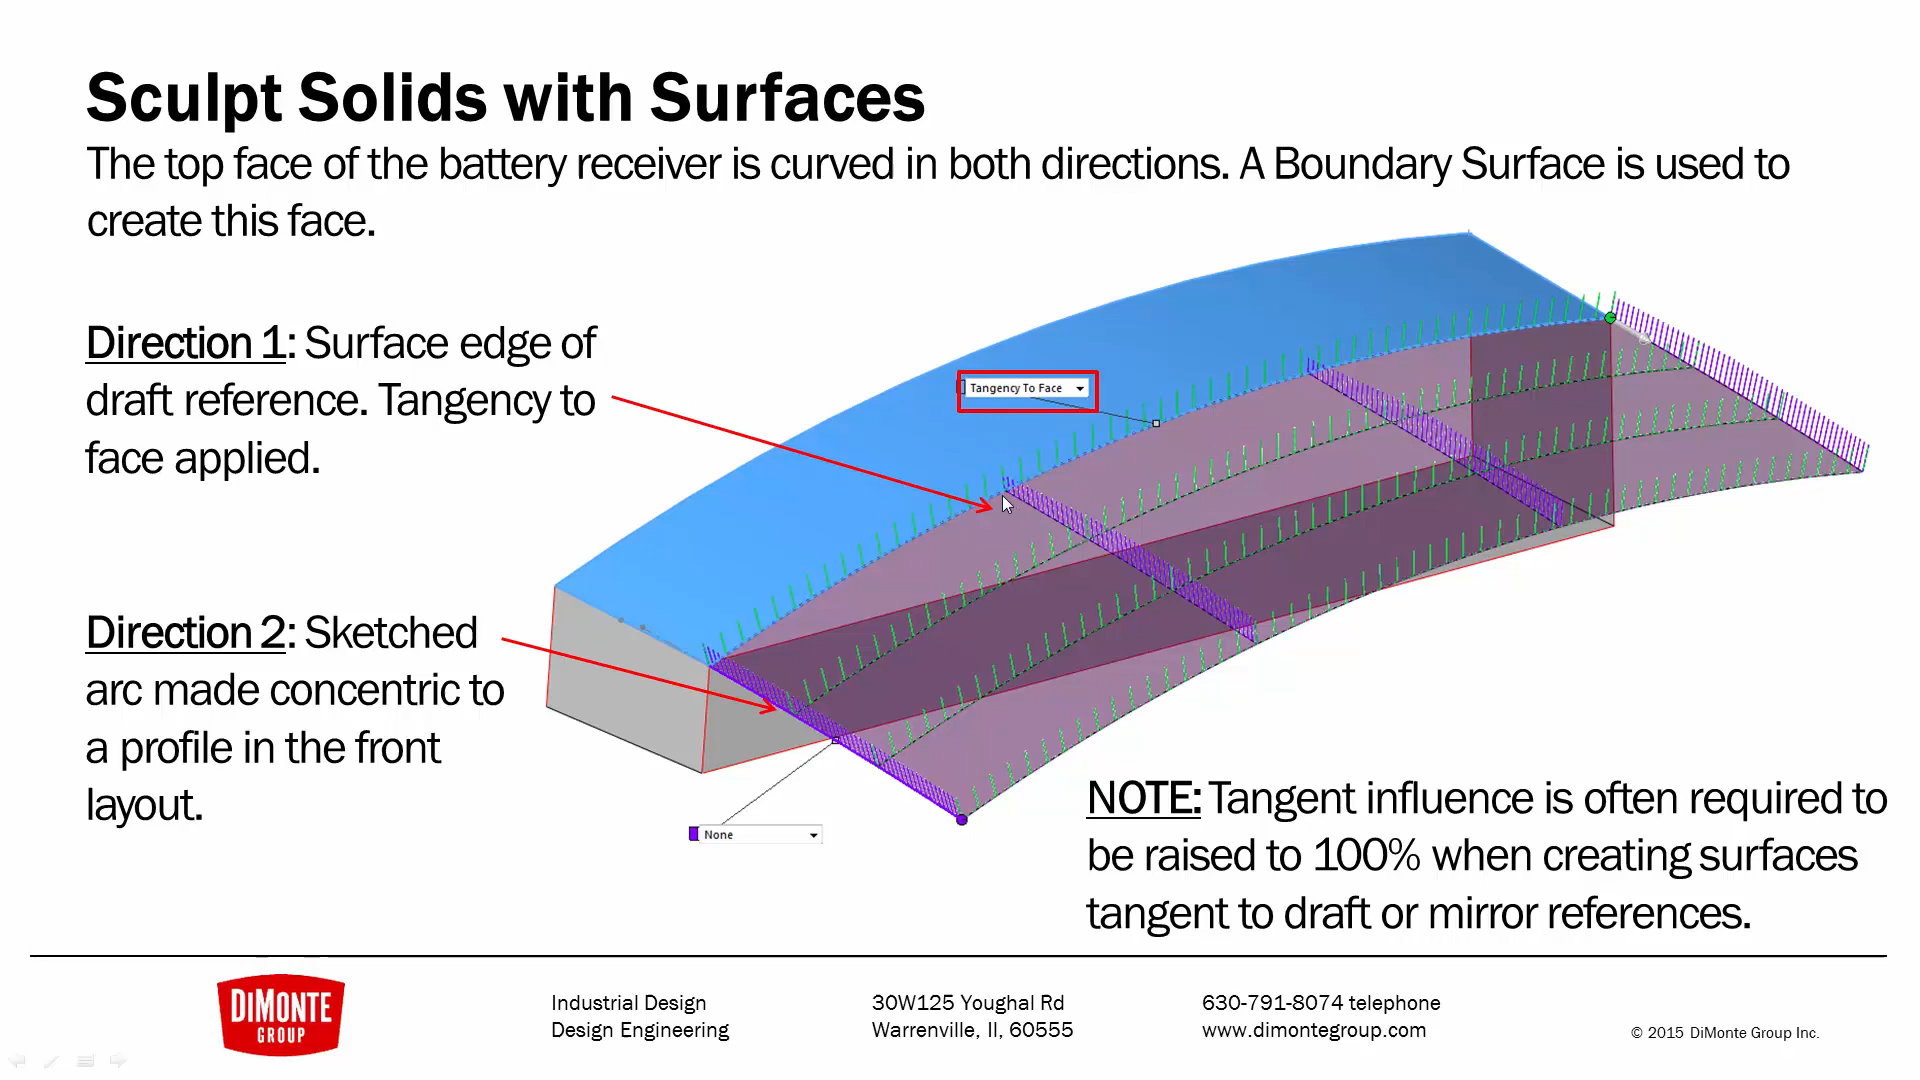 Sculpt Solids with Surfaces
The top face of the battery receiver is curved in both directions. A Boundary Surface is used to
create this face.
Direction 1: Surface edge of
draft reference. Tangency to
face applied.
Tangency To Face
Direction 2: Sketched
arc made concentric to
a profile in the front
layout.
None
NOTE: Tangent influence is often required to
be raised to 100% when creating surfaces
tangent to draft or mirror references.
DIMONTE
GROUP
Industrial Design
Design Engineering
30W125 Youghal Rd
Warrenville, Il, 60555
630-791-8074 telephone
www.dimontegroup.com
© 2015 DiMonte Group Inc.